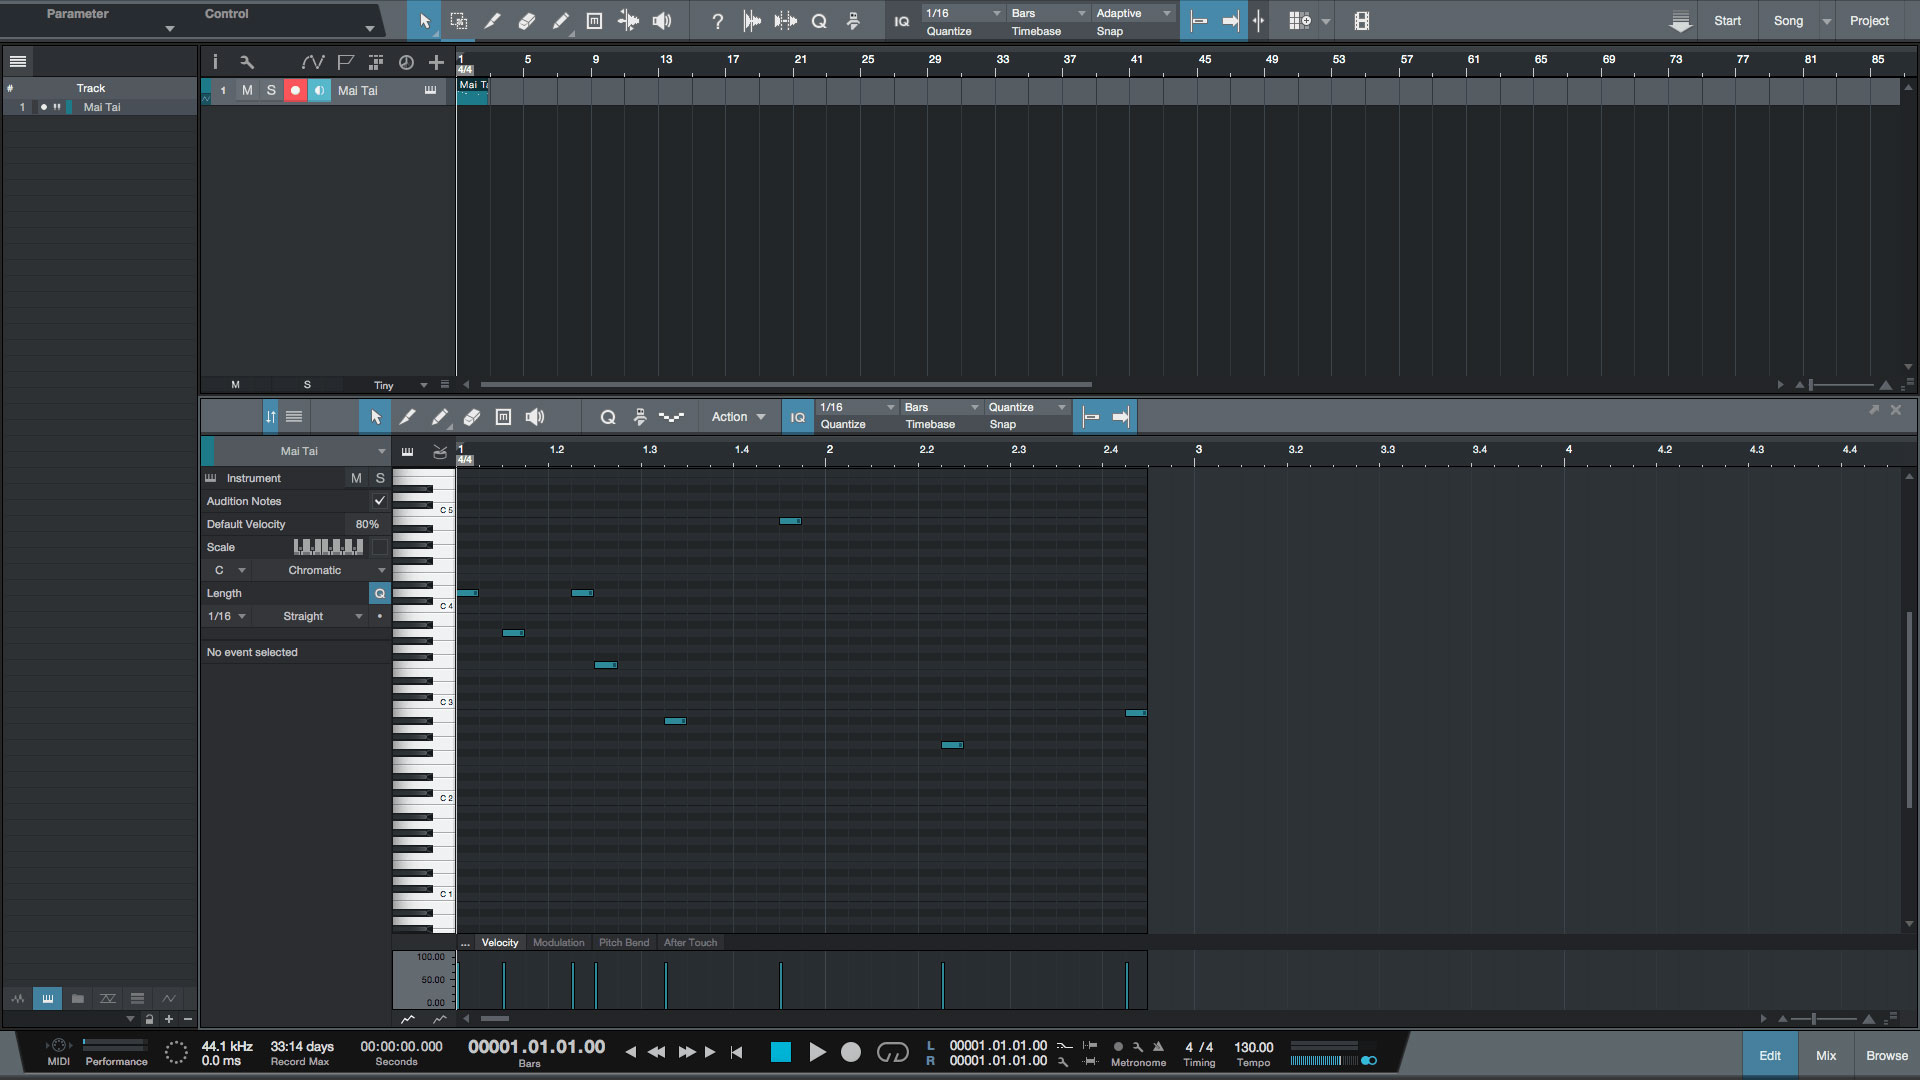 Parameter Control
IQ 1/16 Bars Adaptive
Quantize Timebase Snap
Start Song Project
1 5 9 13 17 21 25 29 33 37 41 45 49 53 57 61 65 69 73 77 81 85
4/4
# Track
1 Mai Tai
1 M S Mai Tai
Mai Ta
M S Tiny
Action IQ 1/16 Bars Quantize
Quantize Timebase Snap
Mai Tai
1 1.2 1.3 1.4 2 2.2 2.3 2.4 3 3.2 3.3 3.4 4 4.2 4.3 4.4
4/4
Instrument M S
Audition Notes
Default Velocity 80%
Scale
C Chromatic
Length Q
1/16 Straight
No event selected
C 5
C 4
C 3
C 2
C 1
... Velocity Modulation Pitch Bend After Touch
100.00
50.00
0.00
MIDI
Performance
44.1 kHz
0.0 ms
33:14 days
Record Max
00:00:00.000
Seconds
00001.01.01.00
Bars
L 00001.01.01.00
R 00001.01.01.00
Metronome
4 / 4
Timing
130.00
Tempo
Edit Mix Browse